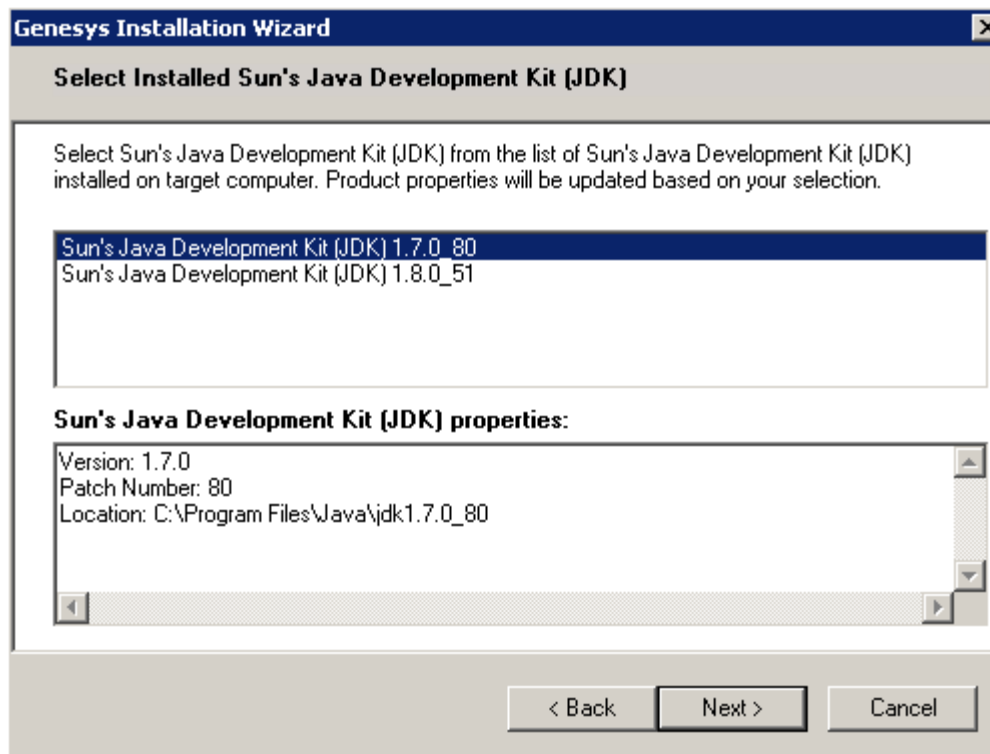 Genesys Installation Wizard
Select Installed Sun's Java Development Kit (JDK)
Select Sun's Java Development Kit (JDK) from the list of Sun's Java Development Kit (JDK)
installed on target computer. Product properties will be updated based on your selection.
Sun's Java Development Kit (JDK) 1.7.0_80
Sun's Java Development Kit (JDK) 1.8.0_51
Sun's Java Development Kit (JDK) properties:
Version: 1.7.0
Patch Number: 80
Location: C:\Program Files\Java\jdk1.7.0_80
< Back Next > Cancel